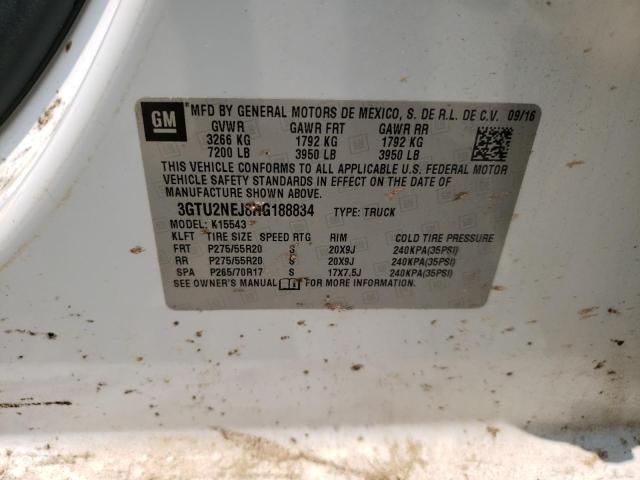 GM
MFD BY GENERAL MOTORS DE MEXICO, S. DE R.L. DE C.V. 09/16
GVWR GAWR FRT GAWR RR
3266 KG 1792 KG 1792 KG
7200 LB 3950 LB 3950 LB
THIS VEHICLE CONFORMS TO ALL APPLICABLE U.S. FEDERAL MOTOR
VEHICLE SAFETY STANDARDS IN EFFECT ON THE DATE OF
MANUFACTURE SHOWN ABOVE.
TYPE: TRUCK
MODEL: K15543
KLFT TIRE SIZE SPEED RTG RIM COLD TIRE PRESSURE
FRT P275/55R20 S 20X9J 240KPA(35PSI)
RR P275/55R20 S 20X9J 240KPA(35PSI)
SPA P265/70R17 S 17X7.5J 240KPA(35PSI)
SEE OWNER'S MANUAL FOR MORE INFORMATION.